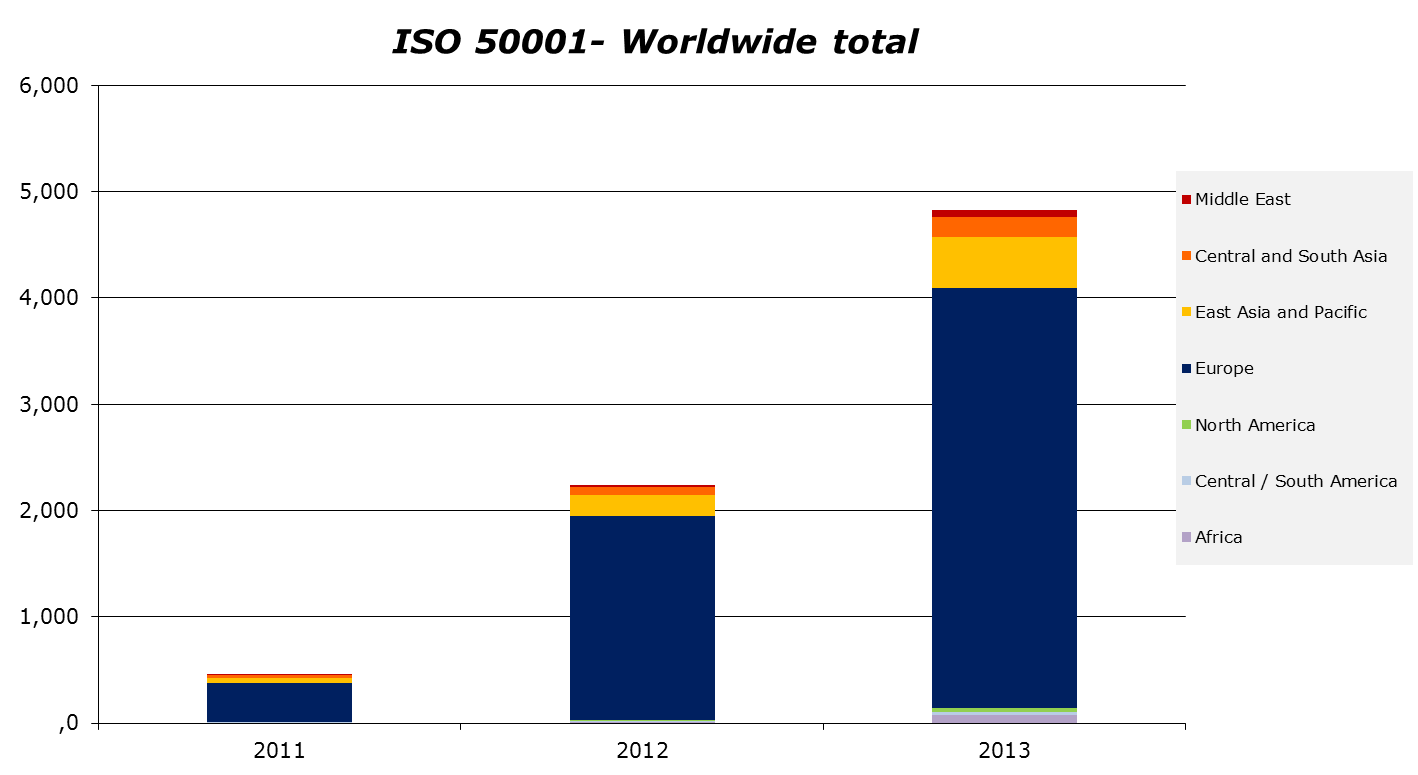 ISO 50001- Worldwide total
6,000
5,000
4,000
3,000
2,000
1,000
,0
2011
2012
2013
Middle East
Central and South Asia
East Asia and Pacific
Europe
North America
Central / South America
Africa